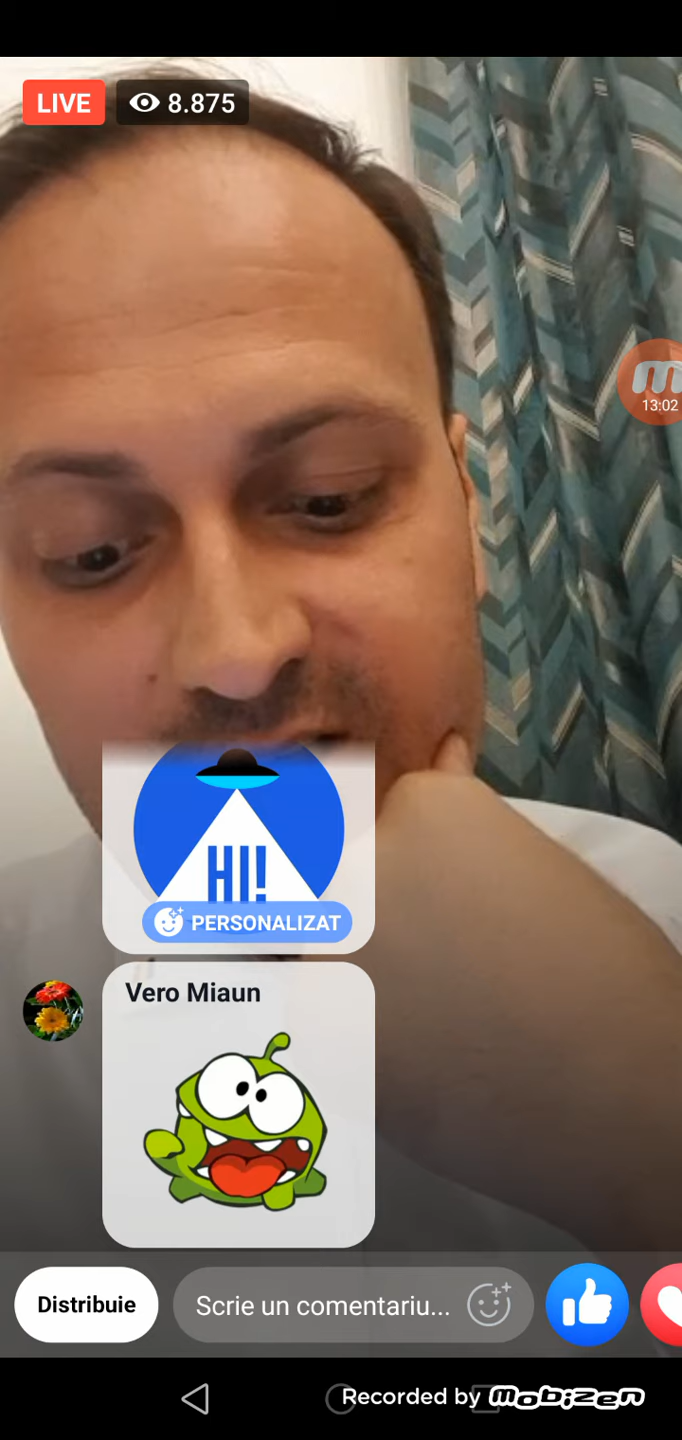 LIVE
8.875
m
13:02
HI!
PERSONALIZAT
Vero Miaun
Distribuie
Scrie un comentariu...
Recorded by mobizen